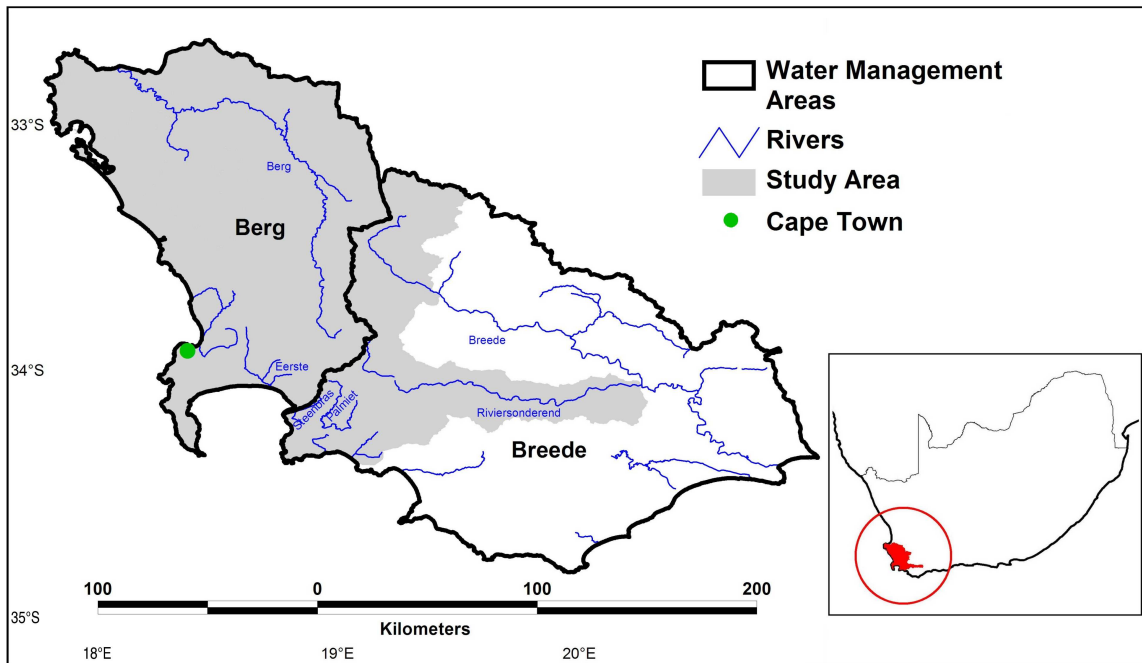 Water Management
Areas
Rivers
Study Area
Cape Town
33°S
Berg
Berg
Breede
34°S
Eerste
Steenbras
Palmiet
Riviersonderend
Breede
100 0 100 200
Kilometers
35°S
18°E 19°E 20°E